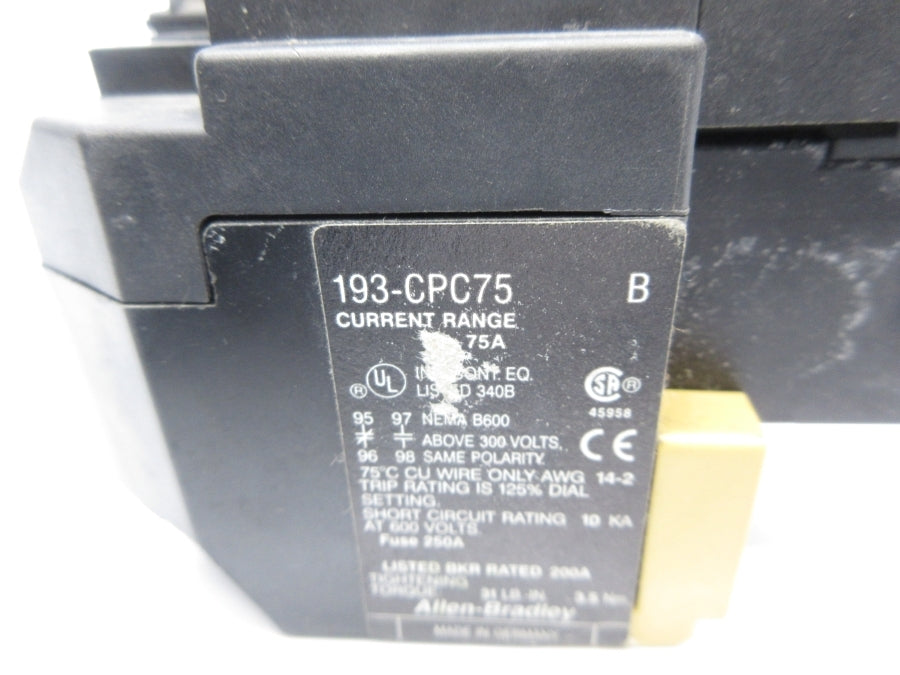 193-CPC75 B
CURRENT RANGE
75A
UL ® EQ.
340B SA ®
45958
95 97 NEMA B600
ABOVE 300 VOLTS, CE
96 98 SAME POLARITY.
75°C CU WIRE ONLY AWG 14-2
TRIP RATING IS 125% DIAL
SETTING.
SHORT CIRCUIT RATING 10 KA
AT 600 VOLTS.
Fuse 250A
LISTED BKR RATED 200A
TIGHTENING
TORQUE 31 LB.-IN. 3.5 Nm
Allen-Bradley
MADE IN GERMANY